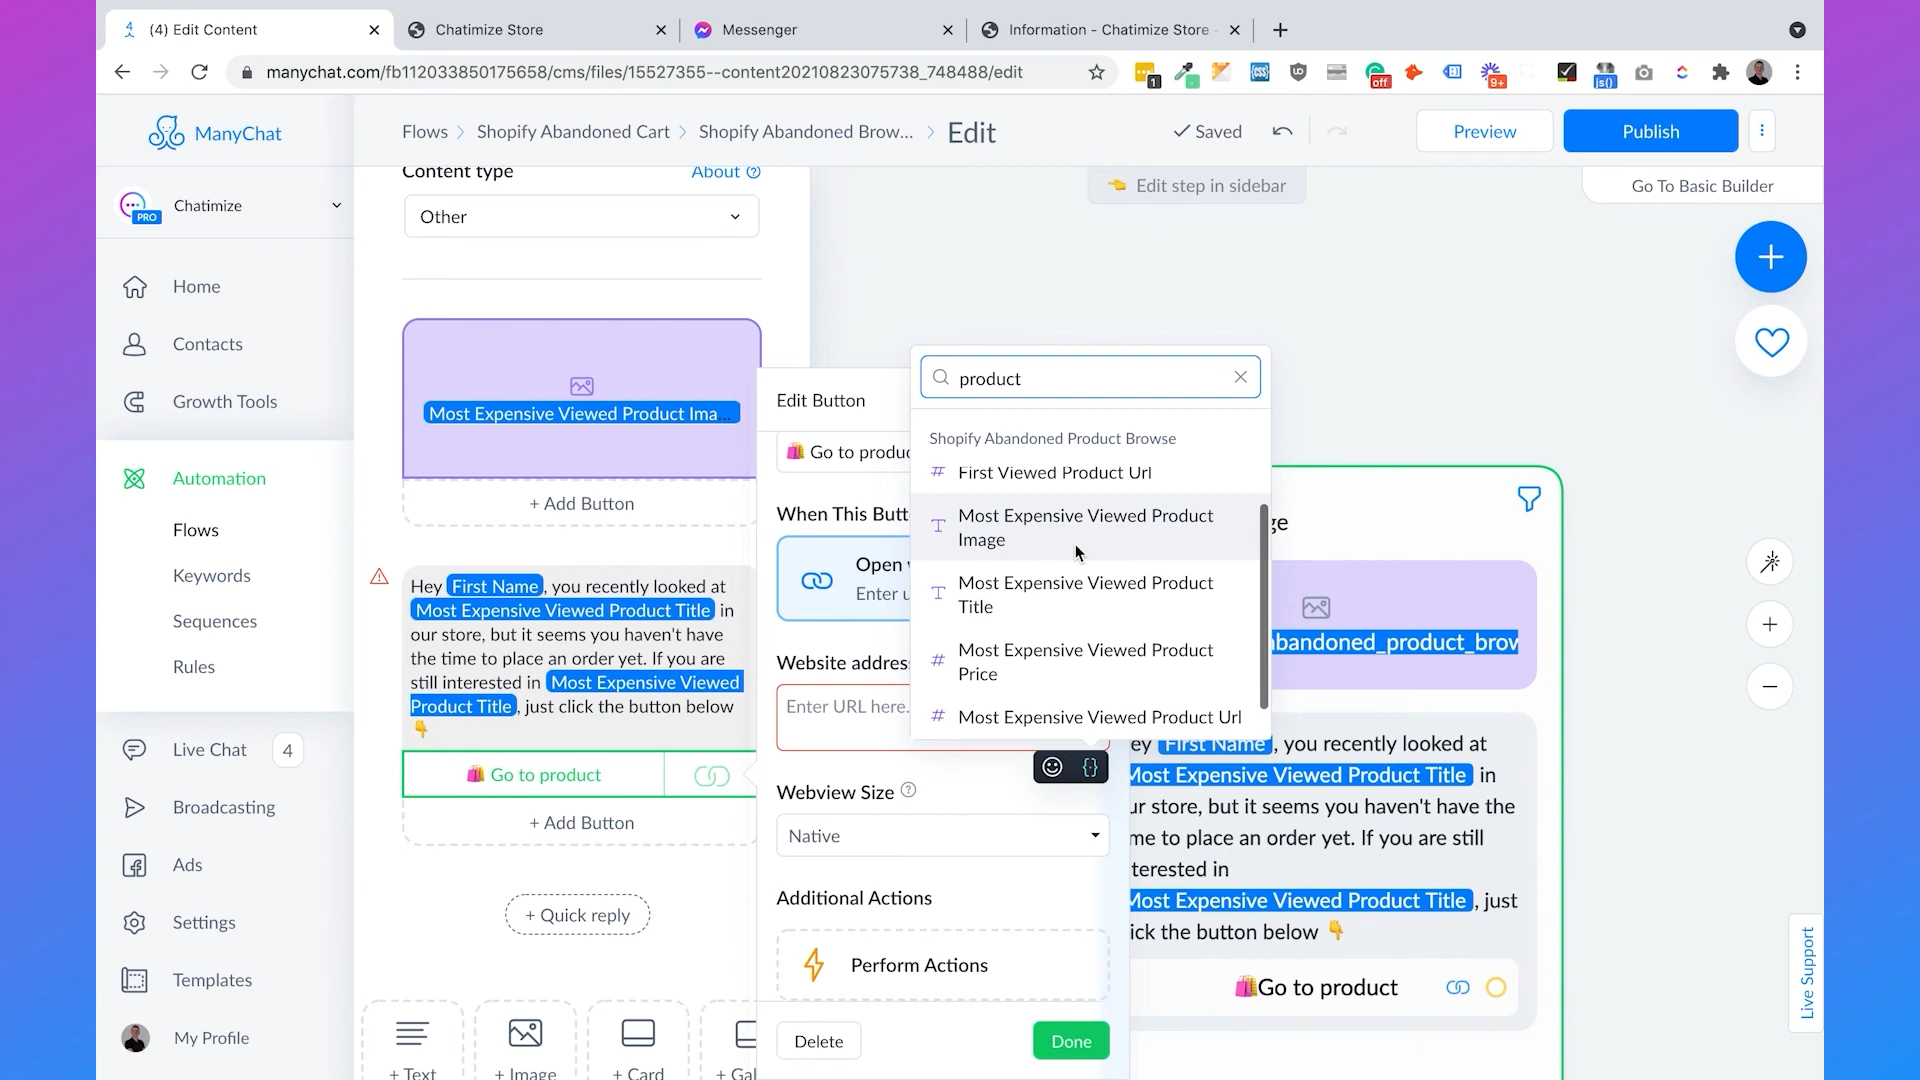 (4) Edit Content
Chatimize Store
Messenger
Information - Chatimize Store -
manychat.com/fb112033850175658/cms/files/15527355--content20210823075738_748488/edit
1
off
9+
js()
ManyChat
Flows
Shopify Abandoned Cart
Shopify Abandoned Brow...
Edit
Saved
Preview
Publish
PRO
Chatimize
Home
Contacts
Growth Tools
Automation
Flows
Keywords
Sequences
Rules
Live Chat
4
Broadcasting
Ads
Settings
Templates
My Profile
Content type
About
Other
Most Expensive Viewed Product Ima...
+ Add Button
Hey First Name, you recently looked at
Most Expensive Viewed Product Title in
our store, but it seems you haven't have
the time to place an order yet. If you are
still interested in Most Expensive Viewed
Product Title, just click the button below
👇
🛍️ Go to product
+ Add Button
+ Quick reply
+ Text
+ Image
+ Card
+ Gal
Edit Button
🛍️ Go to produc
When This Butt
Open
Enter u
Website addres
Enter URL here.
Webview Size
Native
Additional Actions
Perform Actions
Delete
Done
product
Shopify Abandoned Product Browse
First Viewed Product Url
Most Expensive Viewed Product
Image
Most Expensive Viewed Product
Title
Most Expensive Viewed Product
Price
Most Expensive Viewed Product Url
👈 Edit step in sidebar
Go To Basic Builder
ge
abandoned_product_brow
ey First Name, you recently looked at
Most Expensive Viewed Product Title in
ur store, but it seems you haven't have the
me to place an order yet. If you are still
terested in
Most Expensive Viewed Product Title, just
ick the button below 👇
🛍️Go to product
Live Support